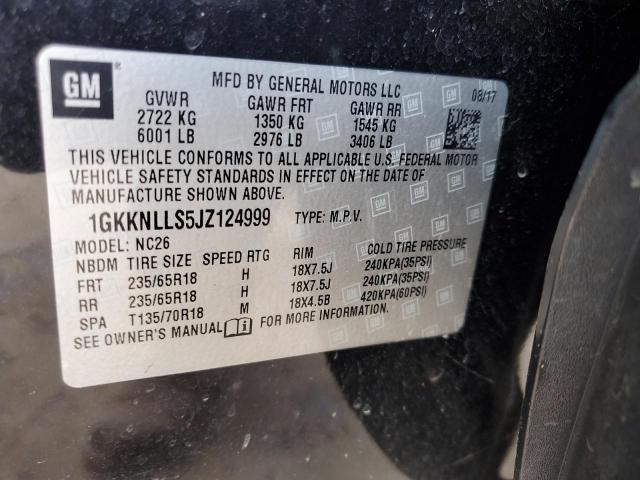 GM
MFD BY GENERAL MOTORS LLC
08/17
GVWR GAWR FRT GAWR RR
2722 KG 1350 KG 1545 KG
6001 LB 2976 LB 3406 LB
THIS VEHICLE CONFORMS TO ALL APPLICABLE U.S. FEDERAL MOTOR
VEHICLE SAFETY STANDARDS IN EFFECT ON THE DATE OF
MANUFACTURE SHOWN ABOVE.
1GKKNLLS5JZ124999 TYPE: M.P.V.
MODEL: NC26
NBDM TIRE SIZE SPEED RTG RIM COLD TIRE PRESSURE
FRT 235/65R18 H 18X7.5J 240KPA(35PSI)
RR 235/65R18 H 18X7.5J 240KPA(35PSI)
SPA T135/70R18 M 18X4.5B 420KPA(60PSI)
SEE OWNER'S MANUAL FOR MORE INFORMATION.